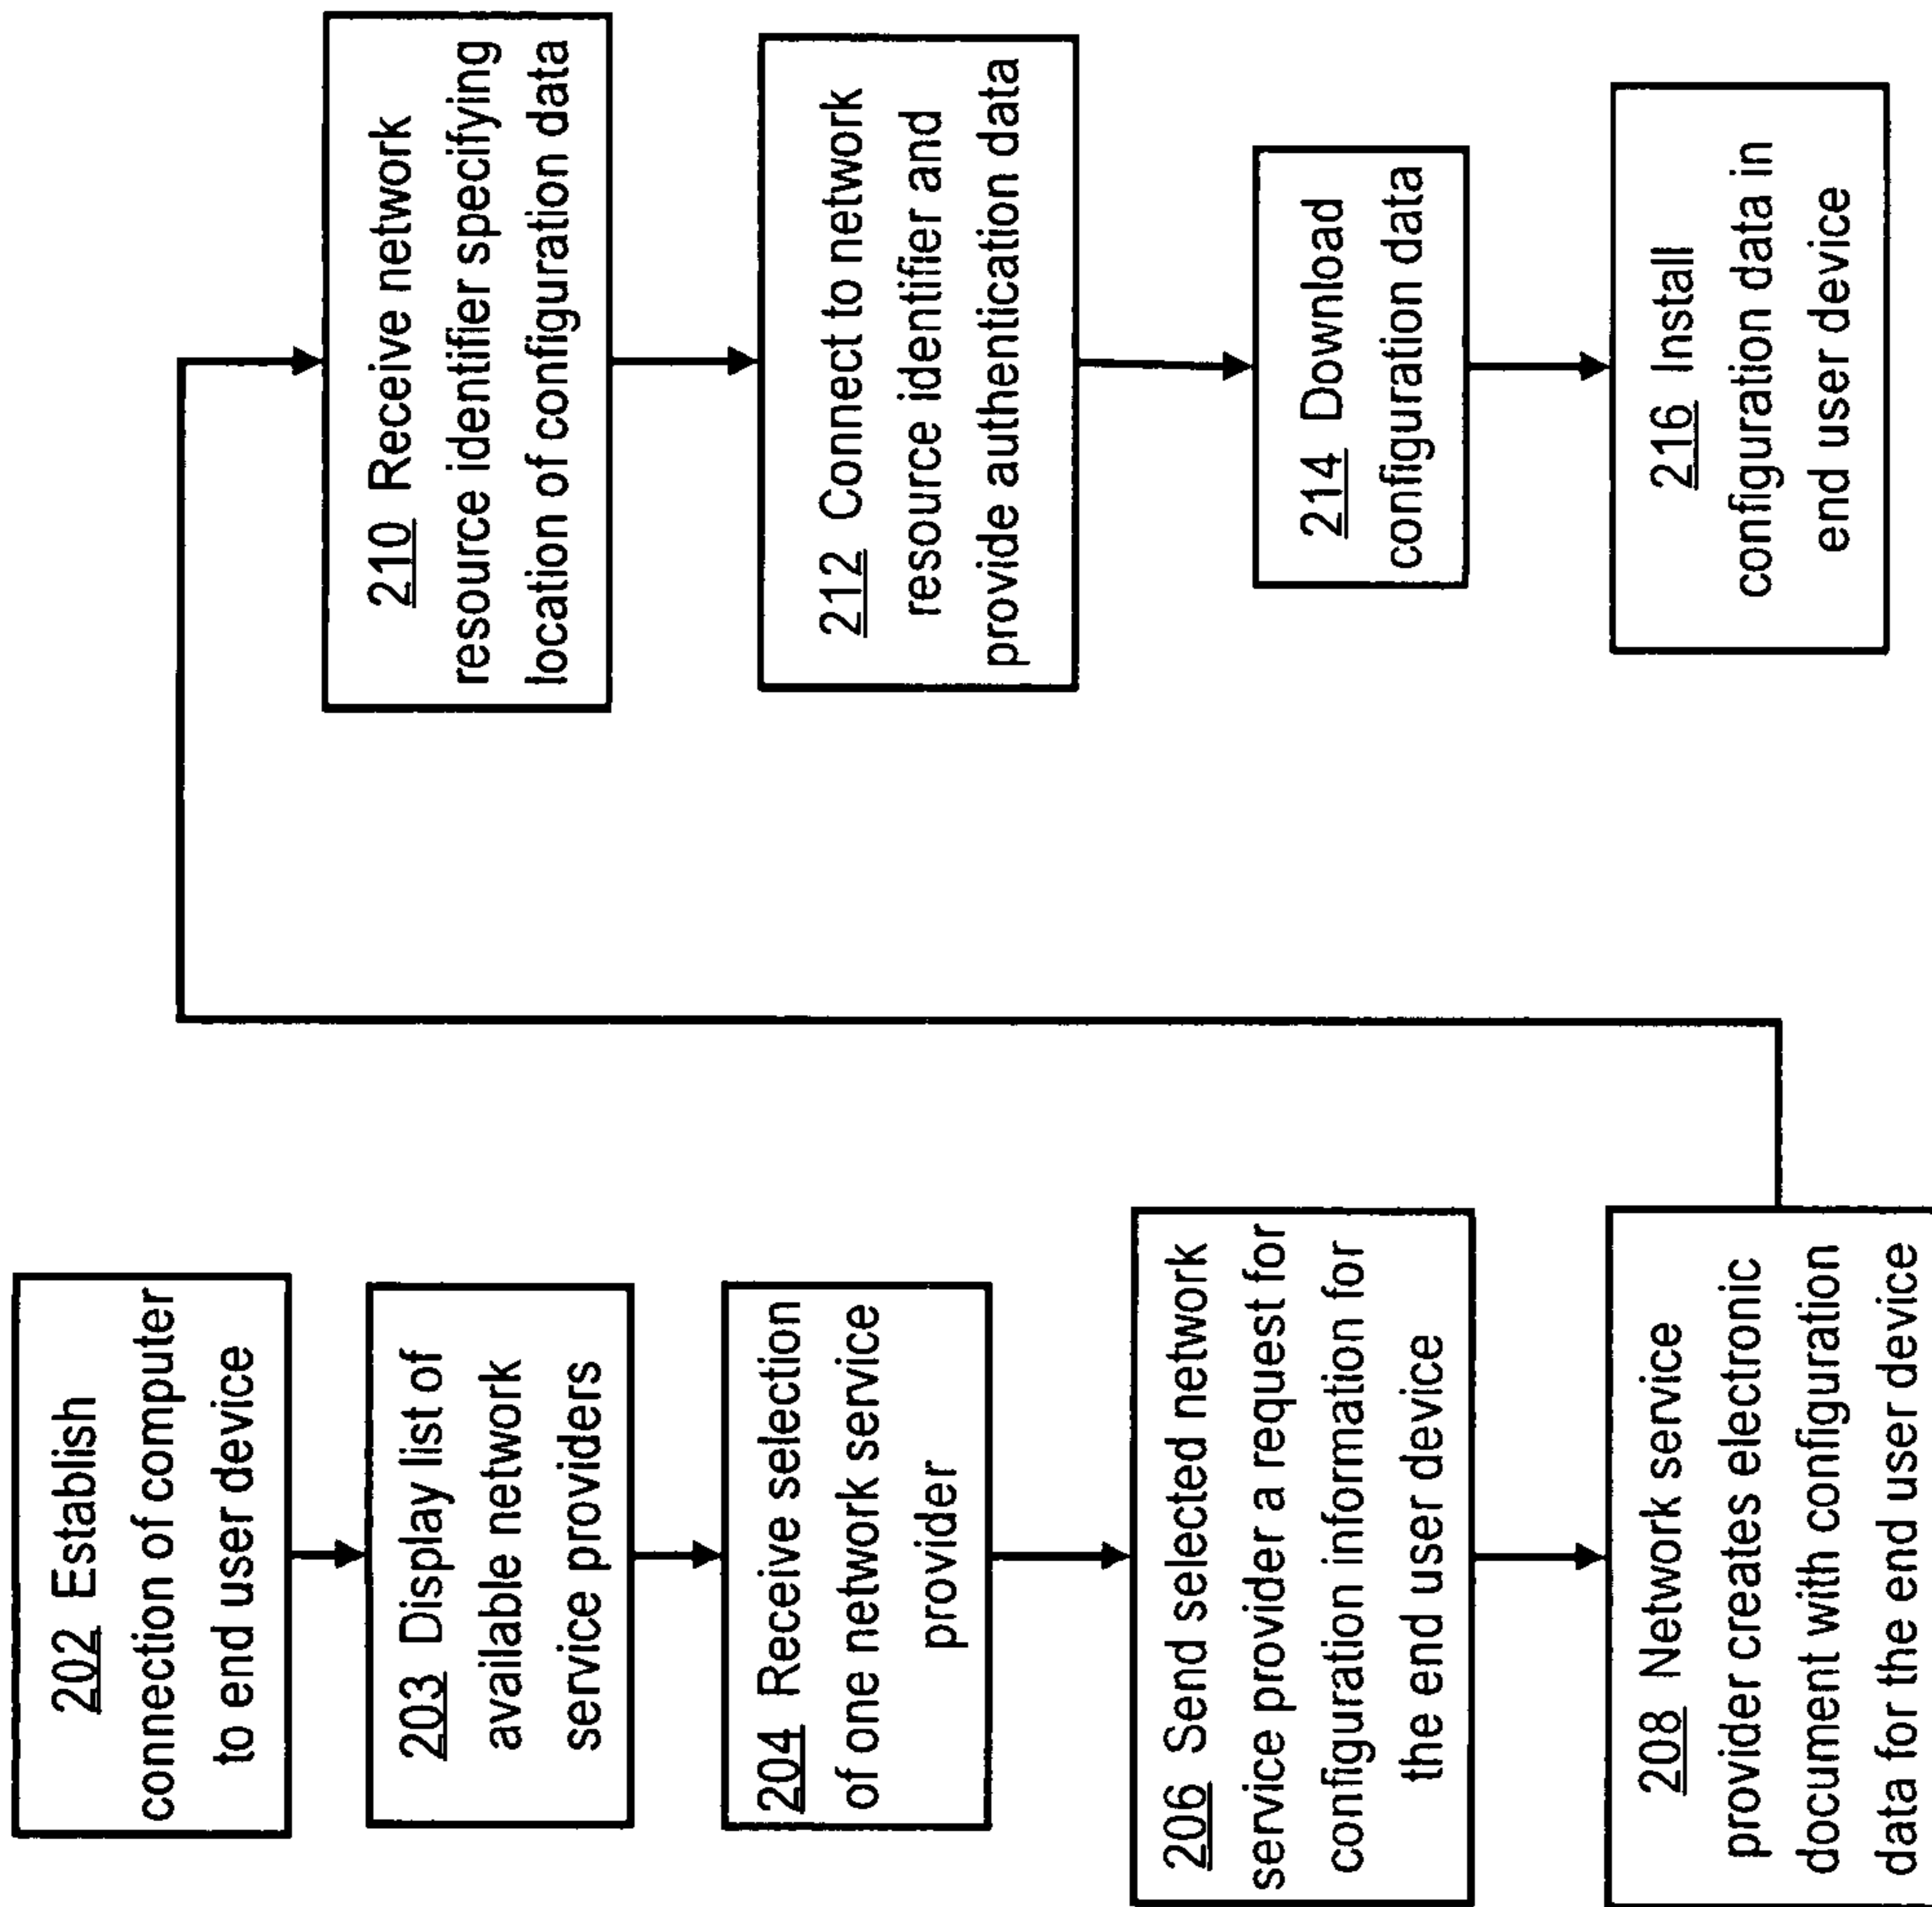 202 Establish
connection of computer
to end user device
203 Display list of
available network
service providers
204 Receive selection
of one network service
provider
206 Send selected network
service provider a request for
configuration information for
the end user device
208 Network service
provider creates electronic
document with configuration
data for the end user device
210 Receive network
resource identifier specifying
location of configuration data
212 Connect to network
resource identifier and
provide authentication data
214 Download
configuration data
216 Install
configuration data in
end user device